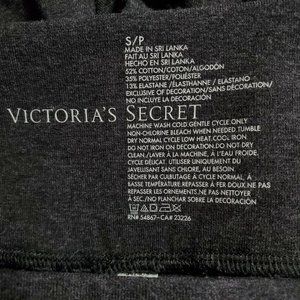 S/P
MADE IN SRI LANKA
FAIT AU SRI LANKA
HECHO EN SRI LANKA
52% COTTON/COTON/ALGODÓN
35% POLYESTER/POLIÉSTER
13% ELASTANE/ELASTHANNE / ELASTANO
EXCLUSIVE OF DECORATION/SANS DÉCORATION/
NO INCLUYE LA DECORACIÓN
VICTORIA'S SECRET
MACHINE WASH COLD GENTLE CYCLE ONLY
NON-CHLORINE BLEACH WHEN NEEDED TUMBLE
DRY NORMAL CYCLE LOW HEAT, COOL IRON
DO NOT IRON ON DECORATION, DO NOT DRY
CLEAN./LAVER À LA MACHINE, À L'EAU FROIDE,
CYCLE DÉLICAT. UTILISER UNIQUEMENT DU
JAVELLISANT SANS CHLORE, AU BESOIN
SÉCHER PAR CULBUTAGE À CYCLE NORMAL, À
BASSE TEMPÉRATURE. REPASSER À FER DOUX. NE PAS
REPASSER LES ORNEMENTS. NE PAS NETTOYER
À SEC./NO PLANCHAR SOBRE LA DECORACIÓN
RN# 54867-CA# 23226